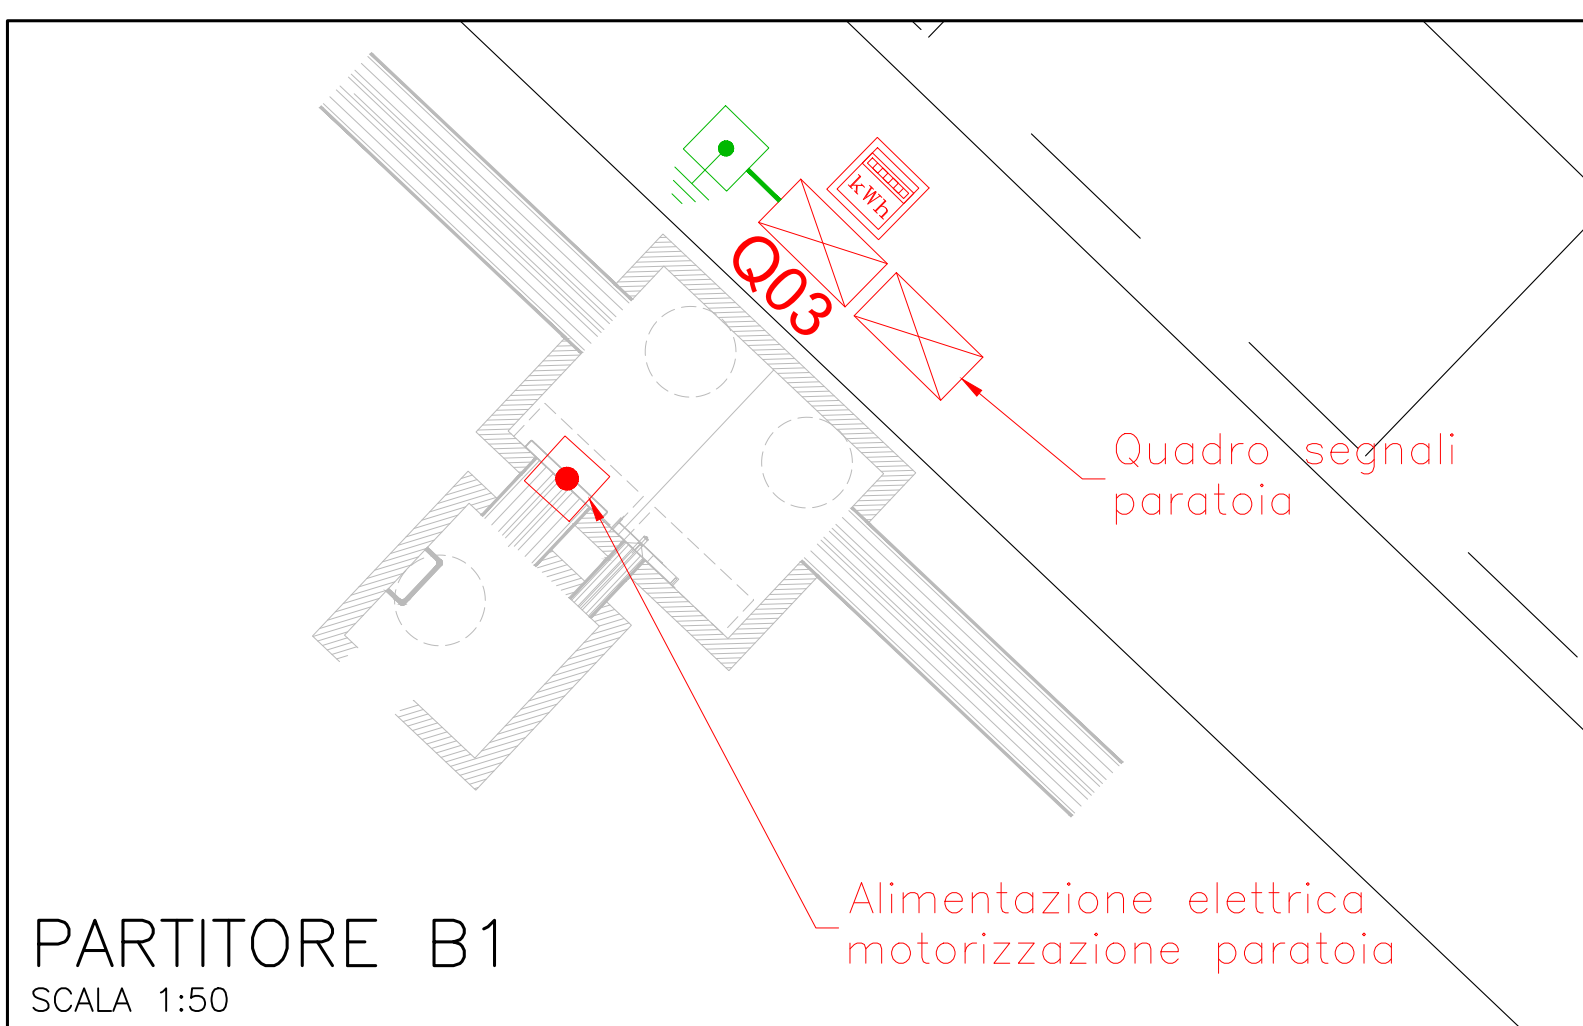 kWh
Q03
Quadro segnali
paratoia
Alimentazione elettrica
motorizzazione paratoia
PARTITORE B1
SCALA 1:50